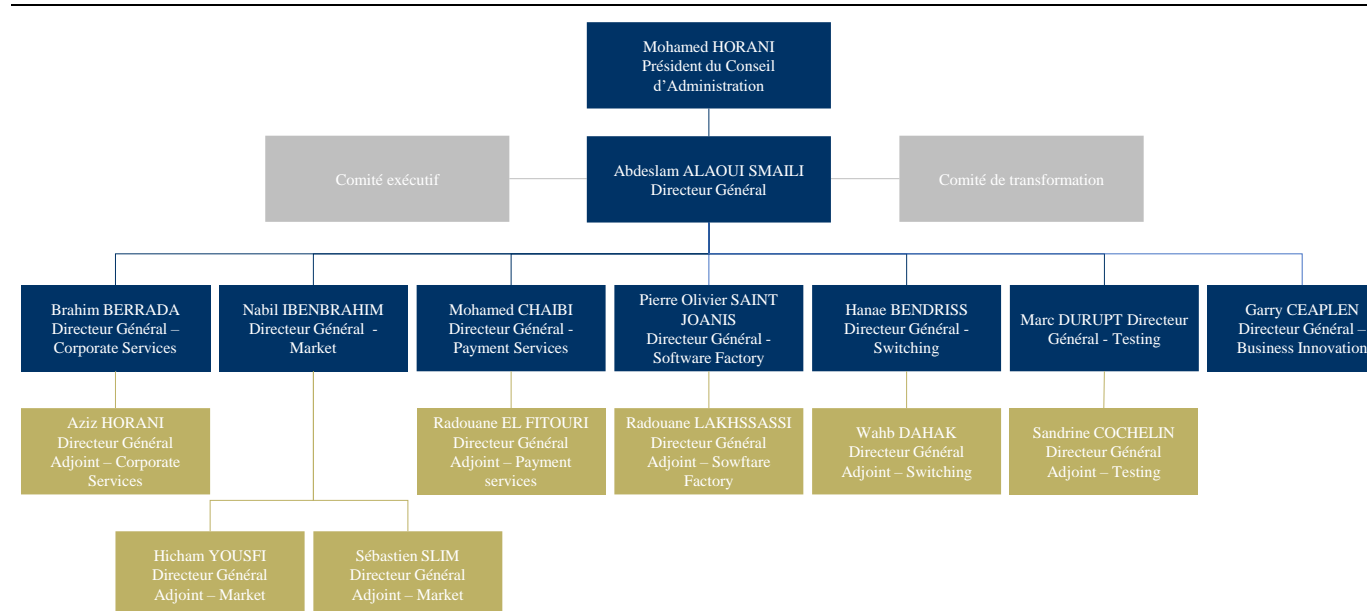 Mohamed HORANI
Président du Conseil
d’Administration
Comité exécutif
Abdeslam ALAOUI SMAILI
Directeur Général
Comité de transformation
Brahim BERRADA
Directeur Général –
Corporate Services
Nabil IBENBRAHIM
Directeur Général -
Market
Mohamed CHAIBI
Directeur Général -
Payment Services
Pierre Olivier SAINT
JOANIS
Directeur Général -
Software Factory
Hanae BENDRISS
Directeur Général -
Switching
Marc DURUPT Directeur
Général - Testing
Garry CEAPLEN
Directeur Général –
Business Innovation
Aziz HORANI
Directeur Général
Adjoint – Corporate
Services
Radouane EL FITOURI
Directeur Général
Adjoint – Payment
services
Radouane LAKHSSASSI
Directeur Général
Adjoint – Sowftare
Factory
Wahb DAHAK
Directeur Général
Adjoint – Switching
Sandrine COCHELIN
Directeur Général
Adjoint – Testing
Hicham YOUSFI
Directeur Général
Adjoint – Market
Sébastien SLIM
Directeur Général
Adjoint – Market